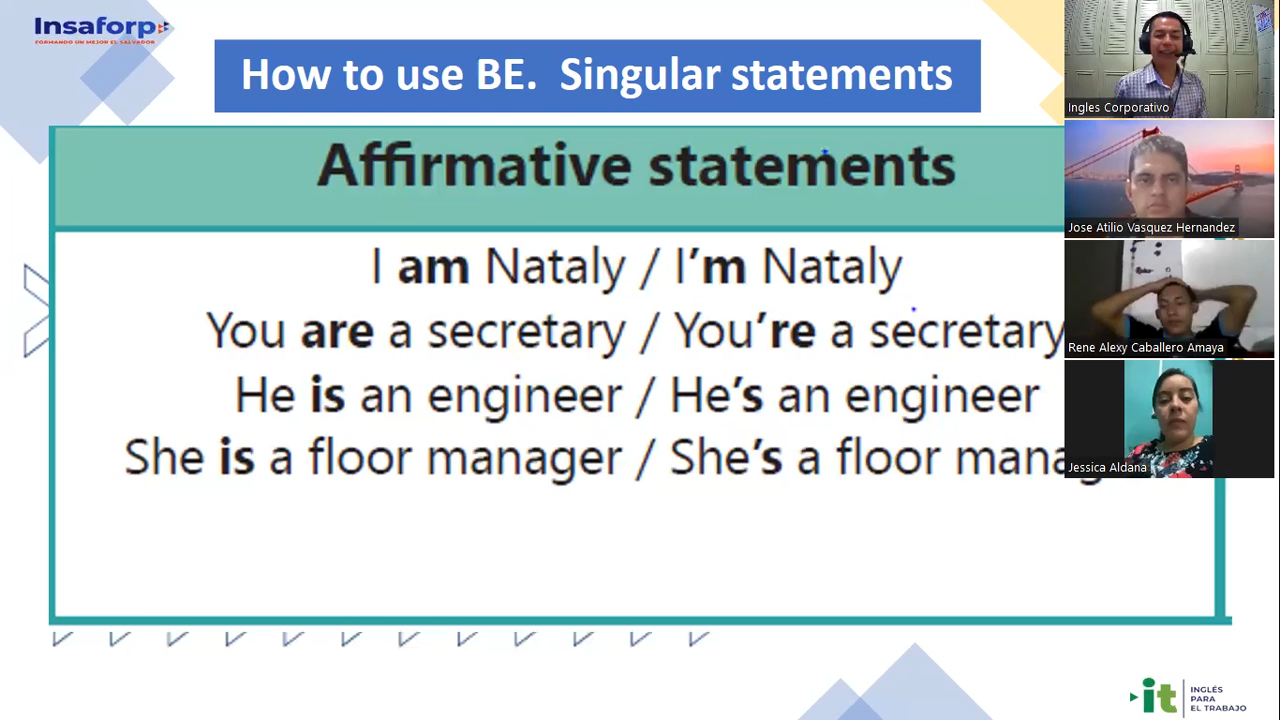 Insaforp
FORMANDO UN MEJOR EL SALVADOR
How to use BE. Singular statements
Affirmative statements
I am Nataly / I’m Nataly
You are a secretary / You’re a secretary
He is an engineer / He’s an engineer
She is a floor manager / She’s a floor
Ingles Corporativo
Jose Atilio Vasquez Hernandez
Rene Alexy Caballero Amaya
Jessica Aldana
it
INGLÉS
PARA
EL TRABAJO